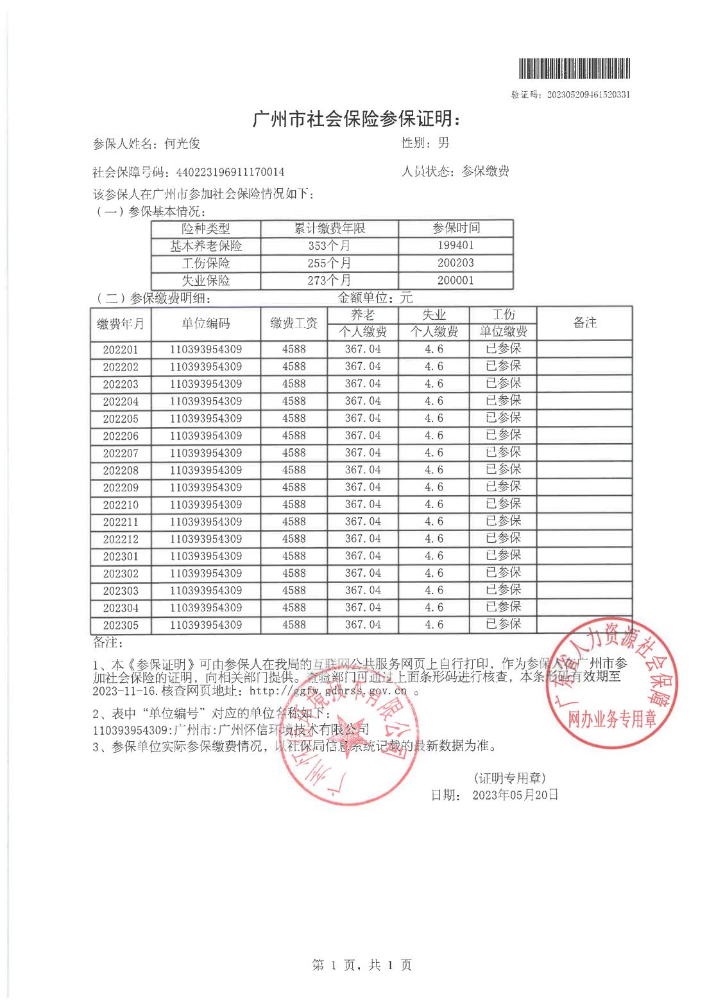 验证码：202305209461520331
广州市社会保险参保证明：
参保人姓名：何光俊 性别：男
社会保障号码：440223196911170014 人员状态：参保缴费
该参保人在广州市参加社会保险情况如下：
（一）参保基本情况：
险种类型 累计缴费年限 参保时间
基本养老保险 353个月 199401
工伤保险 255个月 200203
失业保险 273个月 200001
（二）参保缴费明细： 金额单位：元
缴费年月 单位编码 缴费工资 养老 失业 工伤 备注
个人缴费 个人缴费 单位缴费
202201 110393954309 4588 367.04 4.6 已参保
202202 110393954309 4588 367.04 4.6 已参保
202203 110393954309 4588 367.04 4.6 已参保
202204 110393954309 4588 367.04 4.6 已参保
202205 110393954309 4588 367.04 4.6 已参保
202206 110393954309 4588 367.04 4.6 已参保
202207 110393954309 4588 367.04 4.6 已参保
202208 110393954309 4588 367.04 4.6 已参保
202209 110393954309 4588 367.04 4.6 已参保
202210 110393954309 4588 367.04 4.6 已参保
202211 110393954309 4588 367.04 4.6 已参保
202212 110393954309 4588 367.04 4.6 已参保
202301 110393954309 4588 367.04 4.6 已参保
202302 110393954309 4588 367.04 4.6 已参保
202303 110393954309 4588 367.04 4.6 已参保
202304 110393954309 4588 367.04 4.6 已参保
202305 110393954309 4588 367.04 4.6 已参保
备注：
1、本《参保证明》可由参保人在我局的互联网公共服务网页上自行打印，作为参保人在广州市参
加社会保险的证明，向相关部门提供。查验部门可通过上面条形码进行核查，本条形码有效期至
2023-11-16.核查网页地址：http://ggfw.gdhrss.gov.cn 。
2、表中“单位编号”对应的单位名称如下：
110393954309:广州市:广州怀信环境技术有限公司
3、参保单位实际参保缴费情况，以社保局信息系统记载的最新数据为准。
广东省人力资源社会保障
网办业务专用章
广州怀信环境技术有限公司
(证明专用章)
日期： 2023年05月20日
第 1 页，共 1 页